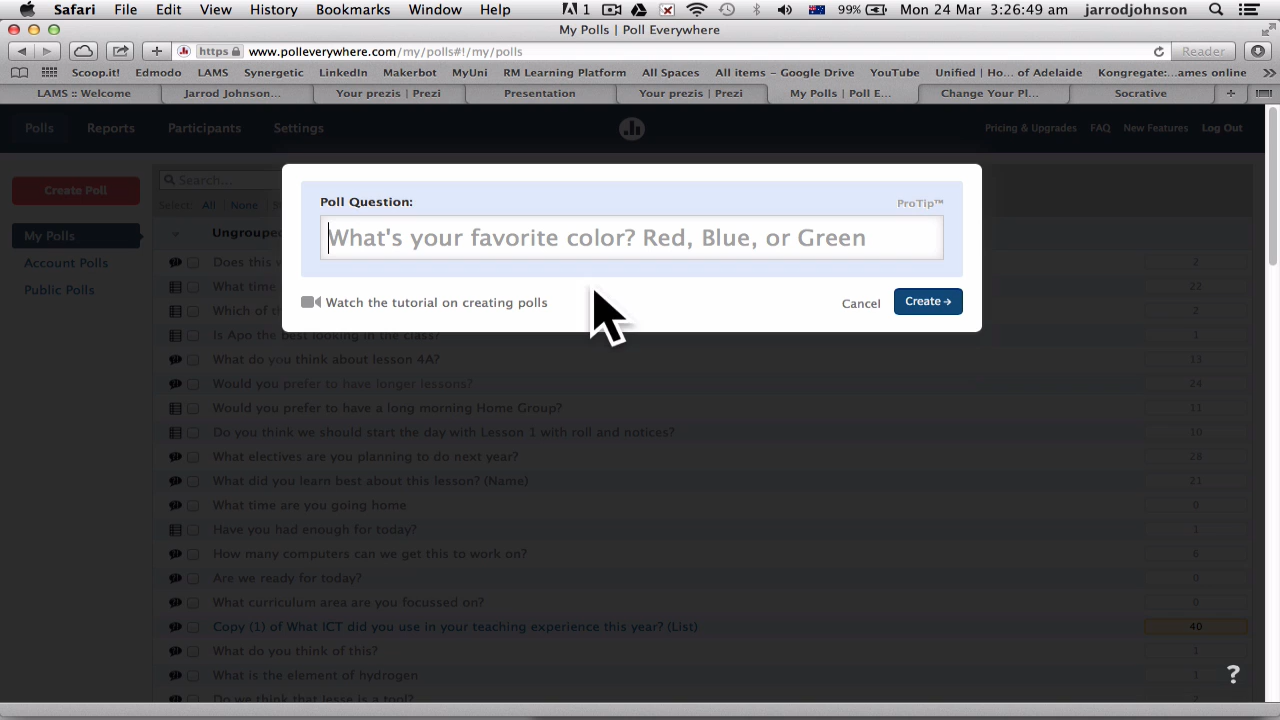 Safari File Edit View History Bookmarks Window Help 1 99% Mon 24 Mar 3:26:49 am jarrodjohnson
My Polls | Poll Everywhere
https www.polleverywhere.com/my/polls#!/my/polls Reader
Scoop.it! Edmodo LAMS Synergetic LinkedIn Makerbot MyUni RM Learning Platform All Spaces All items – Google Drive YouTube Unified | Ho... of Adelaide Kongregate:...ames online
LAMS :: Welcome Jarrod Johnson... Your prezis | Prezi Presentation Your prezis | Prezi My Polls | Poll E... Change Your Pl... Socrative
Polls Reports Participants Settings Pricing & Upgrades FAQ New Features Log Out
Create Poll
Search...
Select: All None
My Polls
Account Polls
Public Polls
Poll Question: ProTip™
What's your favorite color? Red, Blue, or Green
Watch the tutorial on creating polls Cancel Create →
Ungrouped
Does this 2
What time 22
Which of th 2
Is Apo the best looking in the class? 1
What do you think about lesson 4A? 13
Would you prefer to have longer lessons? 24
Would you prefer to have a long morning Home Group? 11
Do you think we should start the day with Lesson 1 with roll and notices? 10
What electives are you planning to do next year? 28
What did you learn best about this lesson? (Name) 21
What time are you going home 0
Have you had enough for today? 1
How many computers can we get this to work on? 0
Are we ready for today? 0
What curriculum area are you focussed on? 0
Copy (1) of What ICT did you use in your teaching experience this year? (List) 40
What do you think of this? 1
What is the element of hydrogen 1
Do we think that Jesse is a tool? 2
?